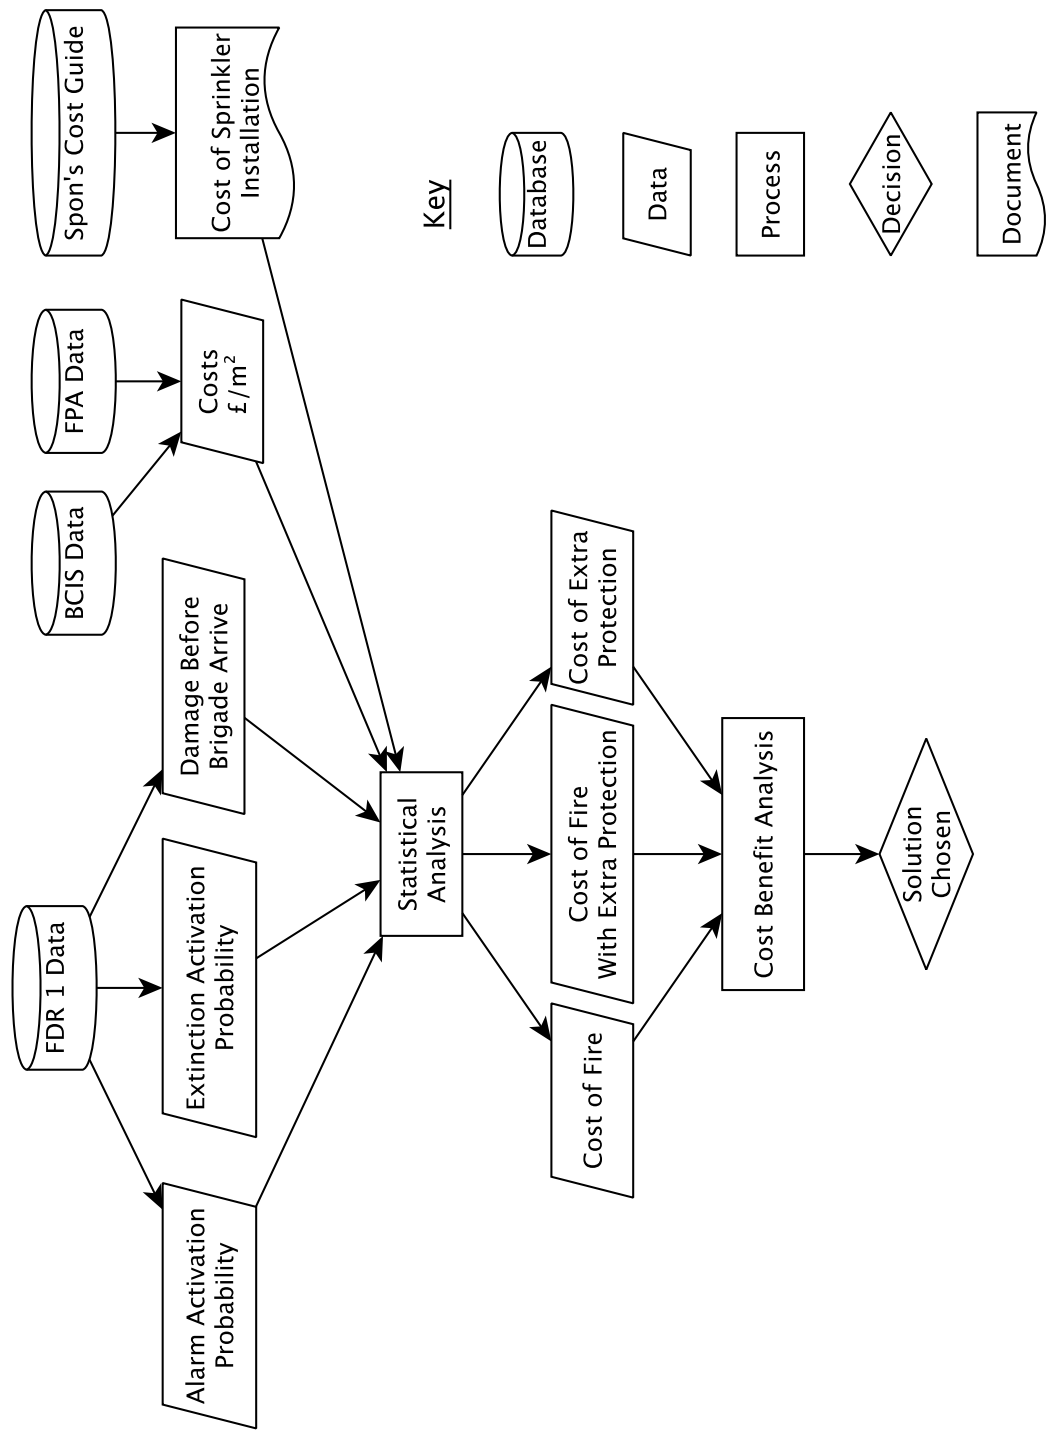 FDR 1 Data
BCIS Data
FPA Data
Spon's Cost Guide
Alarm Activation
Probability
Extinction Activation
Probability
Damage Before
Brigade Arrive
Costs
£/m²
Cost of Sprinkler
Installation
Statistical
Analysis
Cost of Fire
Cost of Fire
With Extra Protection
Cost of Extra
Protection
Cost Benefit Analysis
Solution
Chosen
Key
Database
Data
Process
Decision
Document